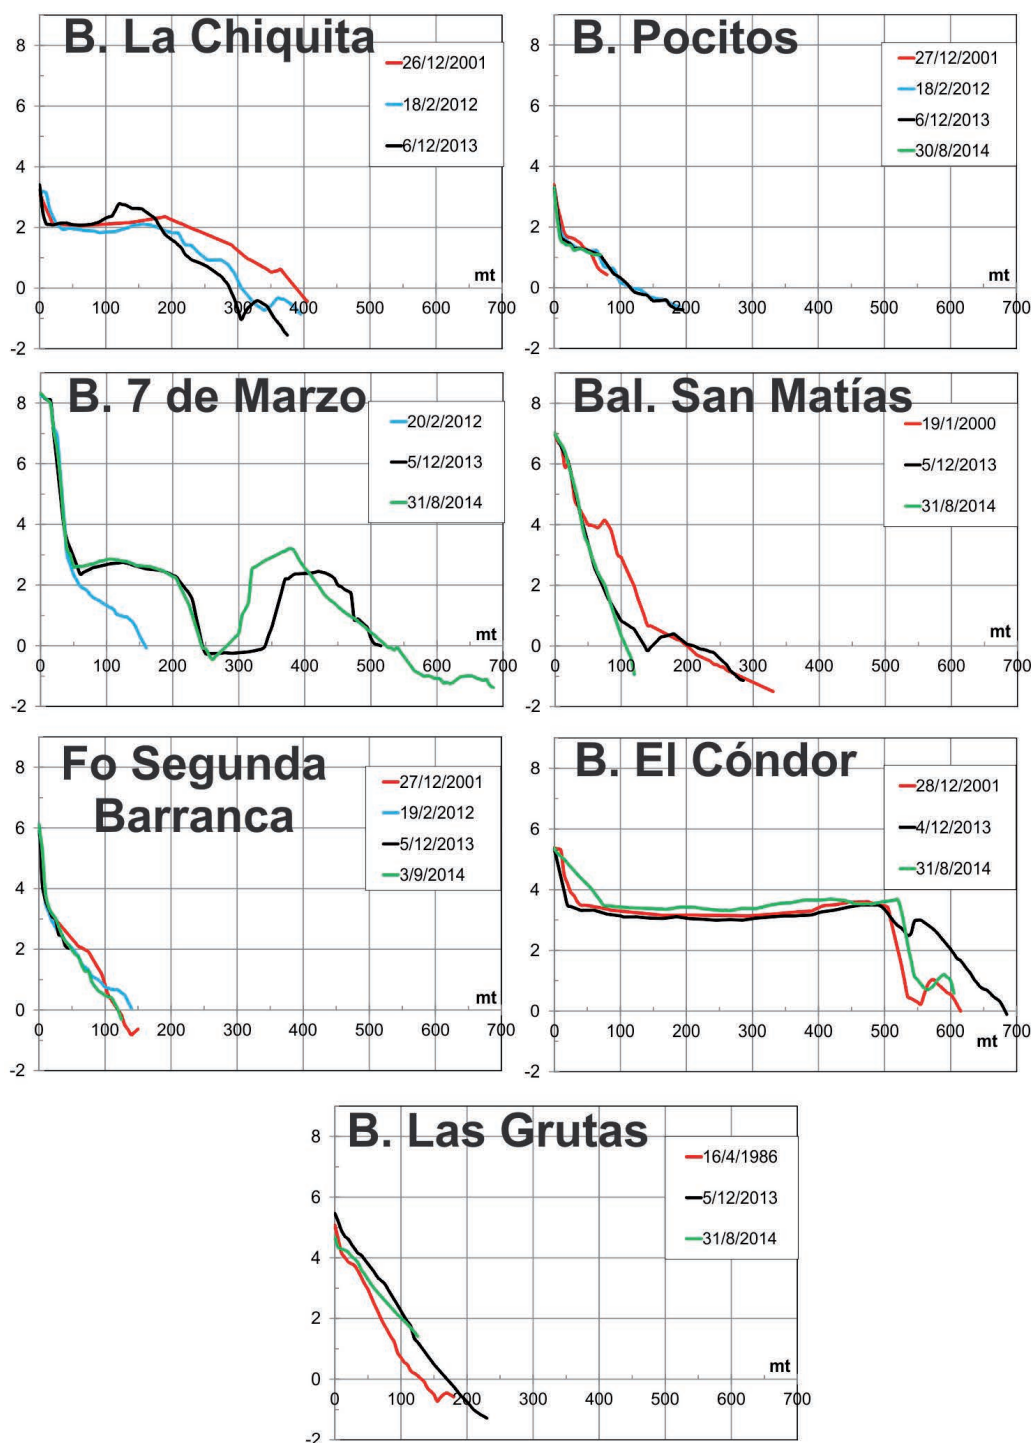 B. La Chiquita
26/12/2001
18/2/2012
6/12/2013
8
6
4
2
0
-2
mt
0 100 200 300 400 500 600 700
B. Pocitos
27/12/2001
18/2/2012
6/12/2013
30/8/2014
8
6
4
2
0
-2
mt
0 100 200 300 400 500 600 700
B. 7 de Marzo
20/2/2012
5/12/2013
31/8/2014
8
6
4
2
0
-2
mt
0 100 200 300 400 500 600 700
Bal. San Matías
19/1/2000
5/12/2013
31/8/2014
8
6
4
2
0
-2
mt
0 100 200 300 400 500 600 700
Fo Segunda
Barranca
27/12/2001
19/2/2012
5/12/2013
3/9/2014
8
6
4
2
0
-2
mt
0 100 200 300 400 500 600 700
B. El Cóndor
28/12/2001
4/12/2013
31/8/2014
8
6
4
2
0
-2
0 100 200 300 400 500 600 700
mt
B. Las Grutas
16/4/1986
5/12/2013
31/8/2014
8
6
4
2
0
-2
mt
0 100 200 300 400 500 600 700